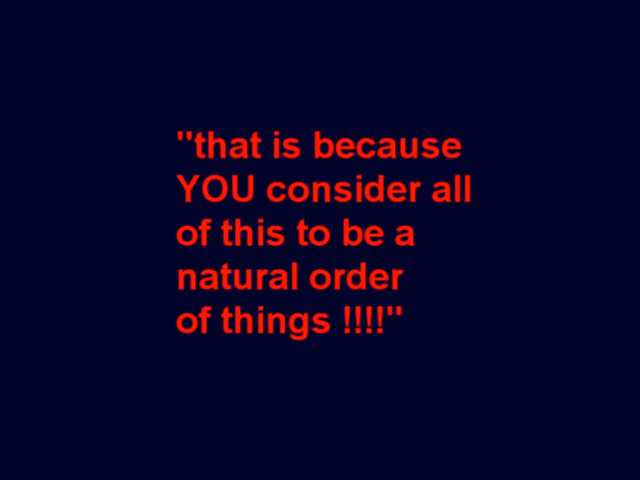 "that is because
YOU consider all
of this to be a
natural order
of things !!!!"